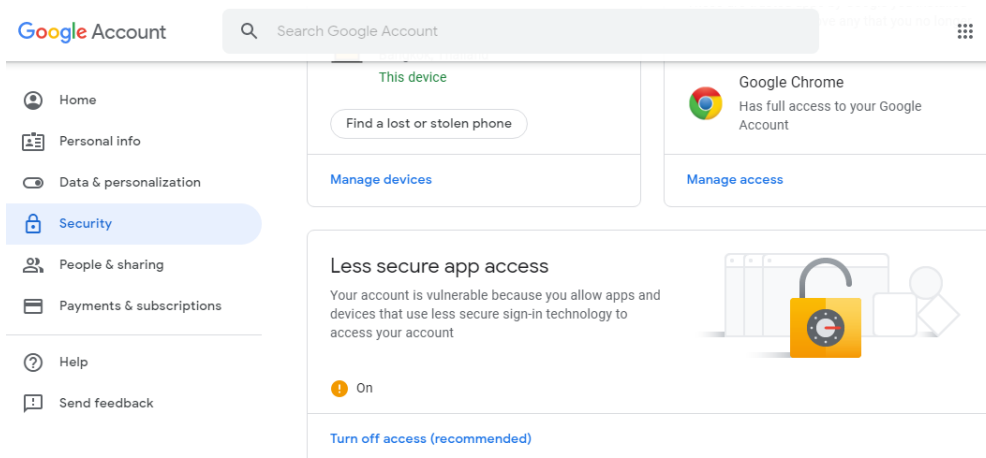 Google Account
Search Google Account
Home
Personal info
Data & personalization
Security
People & sharing
Payments & subscriptions
Help
Send feedback
This device
Find a lost or stolen phone
Manage devices
Google Chrome
Has full access to your Google
Account
Manage access
Less secure app access
Your account is vulnerable because you allow apps and
devices that use less secure sign-in technology to
access your account
On
Turn off access (recommended)